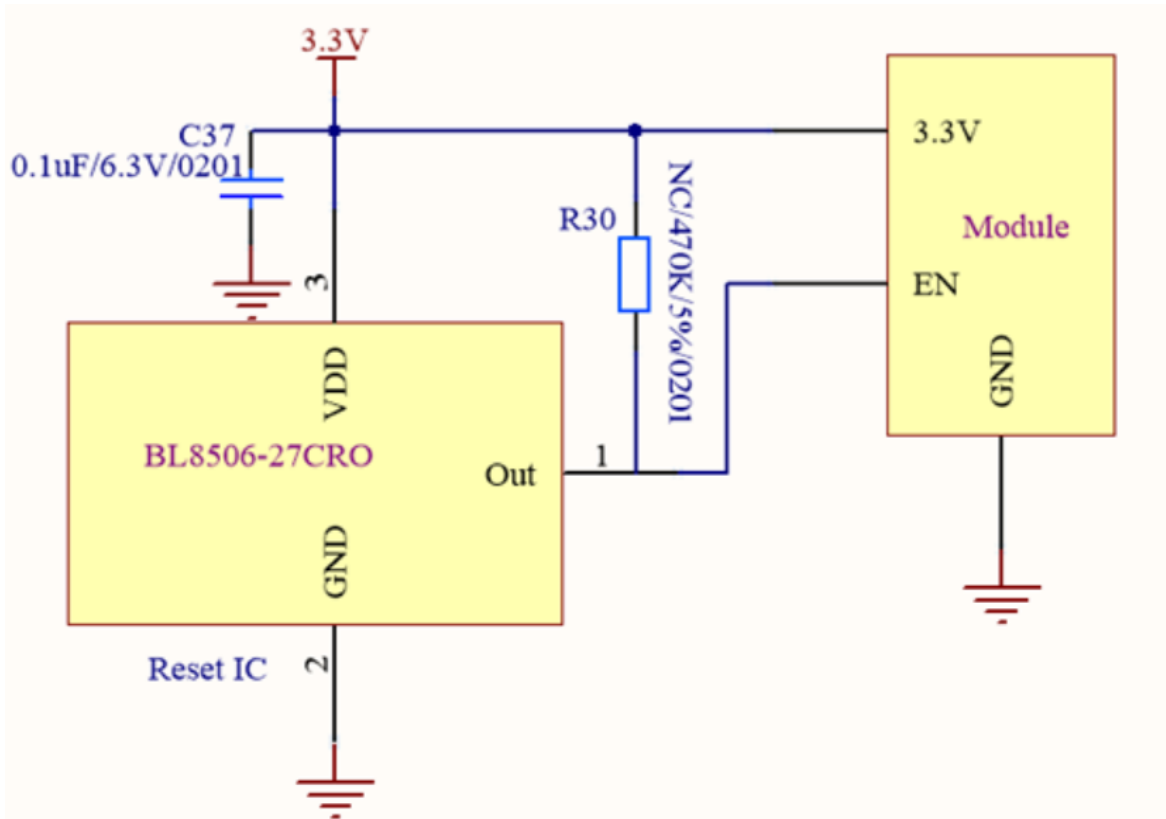 3.3V
C37
0.1uF/6.3V/0201
3.3V
NC/470K/5%/0201
R30
Module
EN
3
GND
VDD
BL8506-27CRO
1
Out
GND
Reset IC
2